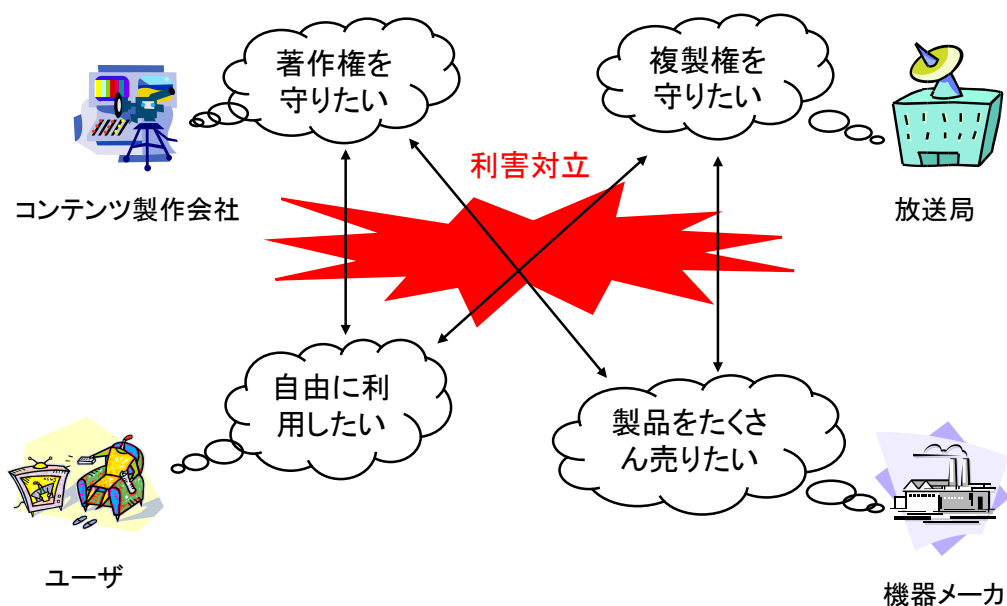 著作権を
守りたい
複製権を
守りたい
利害対立
コンテンツ製作会社
放送局
自由に利
用したい
製品をたくさ
ん売りたい
ユーザ
機器メーカ